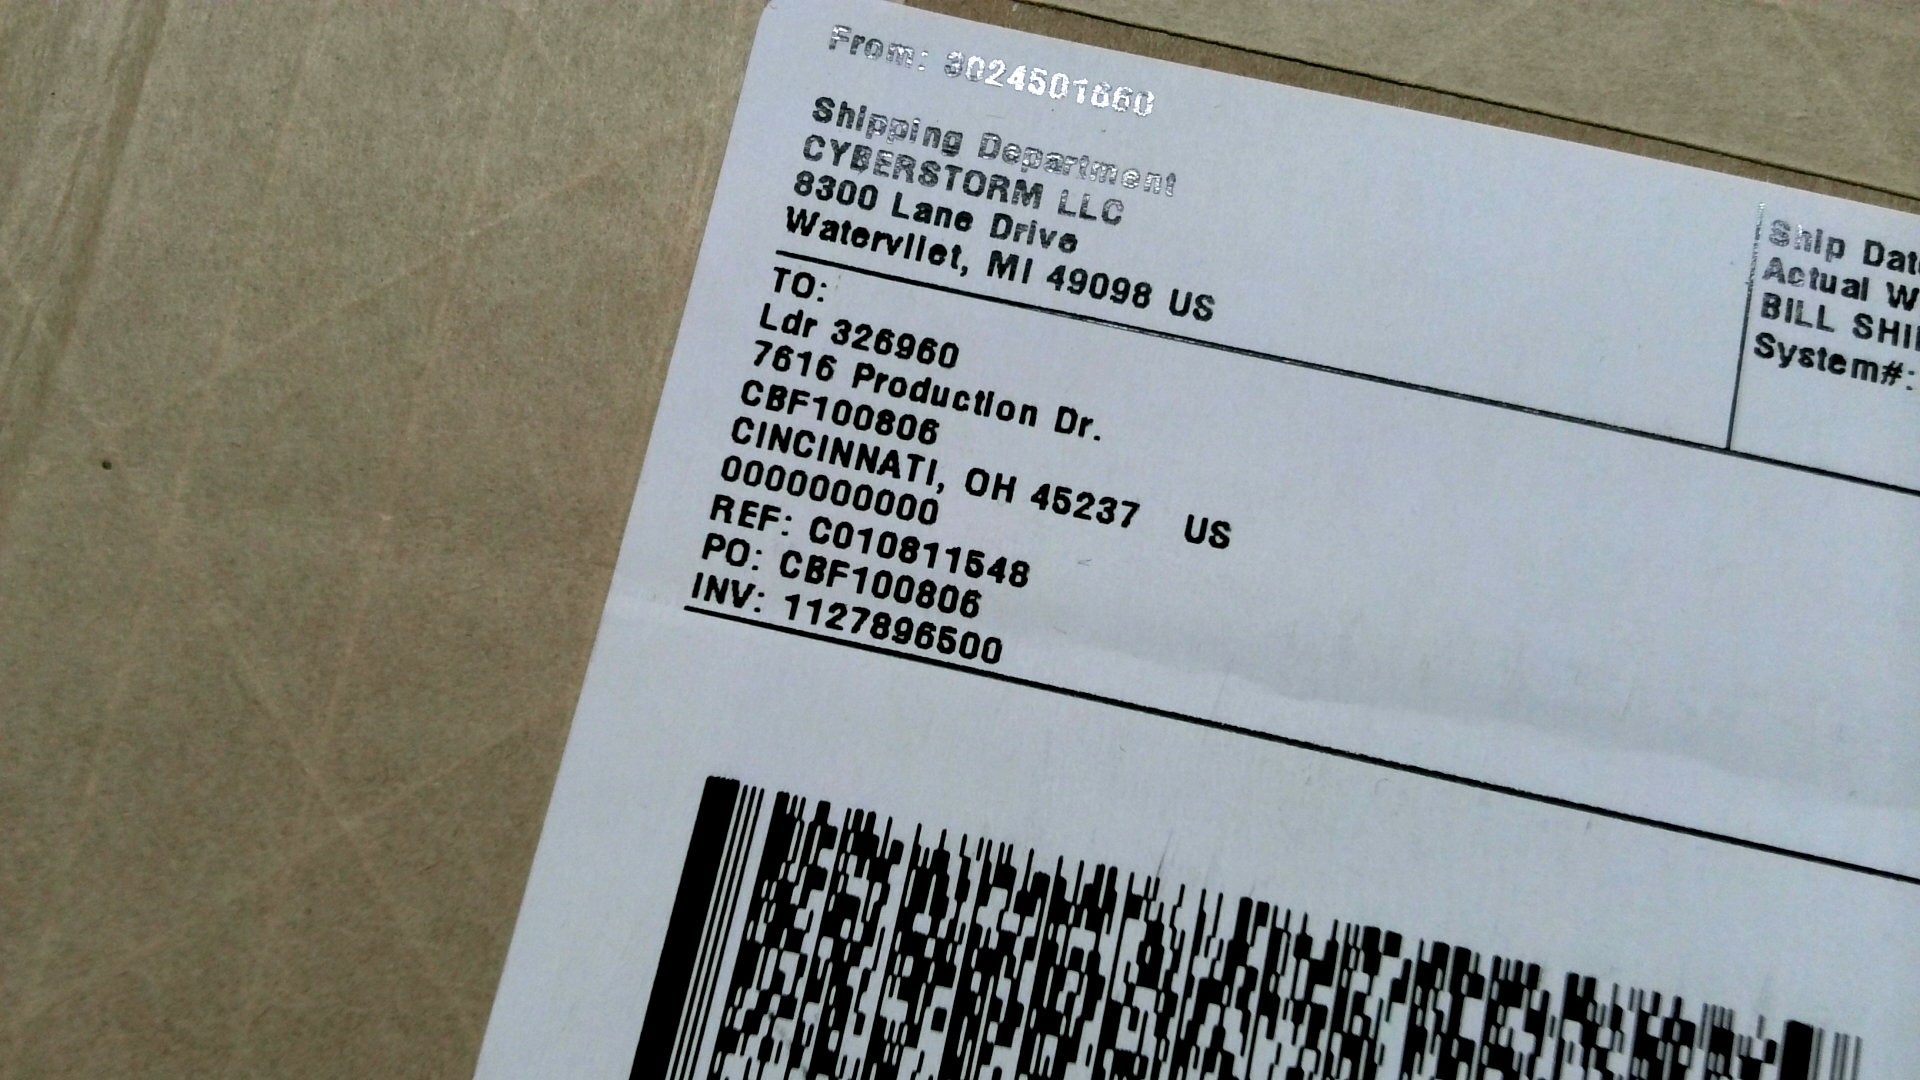 From: 3024501660
Shipping Department
CYBERSTORM LLC
8300 Lane Drive
Watervliet, MI 49098 US
TO:
Ldr 326960
7616 Production Dr.
CBF100806
CINCINNATI, OH 45237 US
0000000000
REF: C010811548
PO: CBF100806
INV: 1127896500
Ship Date
Actual W
BILL SHI
System#: